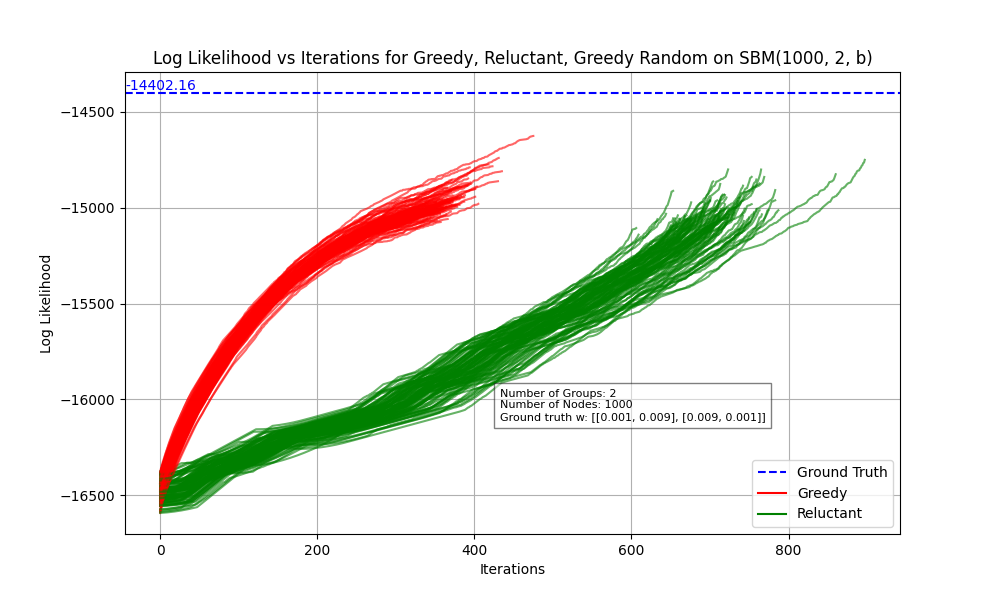 Log Likelihood vs Iterations for Greedy, Reluctant, Greedy Random on SBM(1000, 2, b)
-14402.16
−14500
−15000
−15500
−16000
−16500
Log Likelihood
Number of Groups: 2
Number of Nodes: 1000
Ground truth w: [[0.001, 0.009], [0.009, 0.001]]
Ground Truth
Greedy
Reluctant
0
200
400
600
800
Iterations